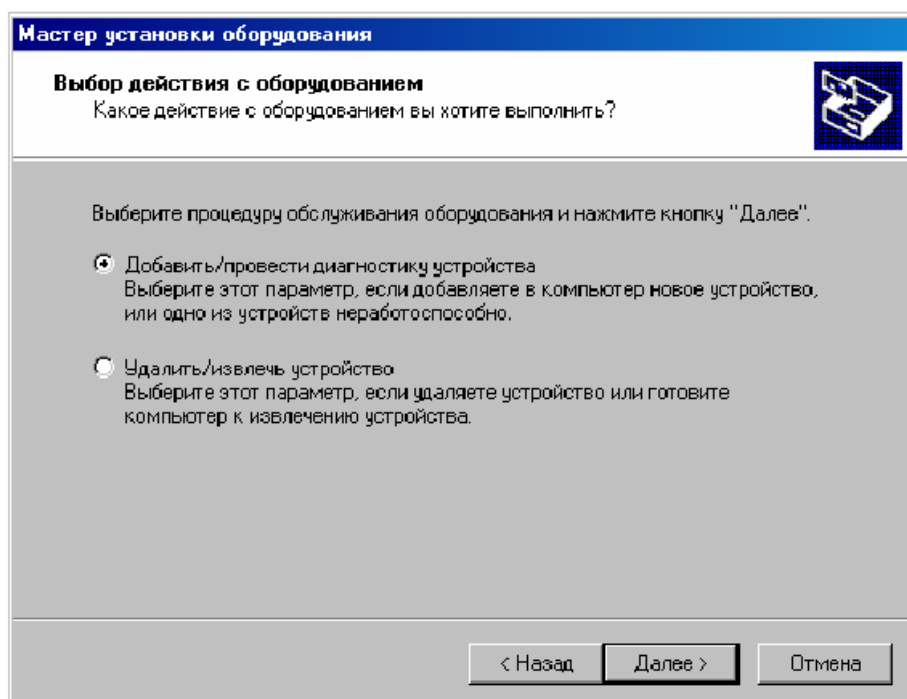 Мастер установки оборудования
Выбор действия с оборудованием
Какое действие с оборудованием вы хотите выполнить?
Выберите процедуру обслуживания оборудования и нажмите кнопку "Далее".
Добавить/провести диагностику устройства
Выберите этот параметр, если добавляете в компьютер новое устройство,
или одно из устройств неработоспособно.
Удалить/извлечь устройство
Выберите этот параметр, если удаляете устройство или готовите
компьютер к извлечению устройства.
< Назад
Далее >
Отмена